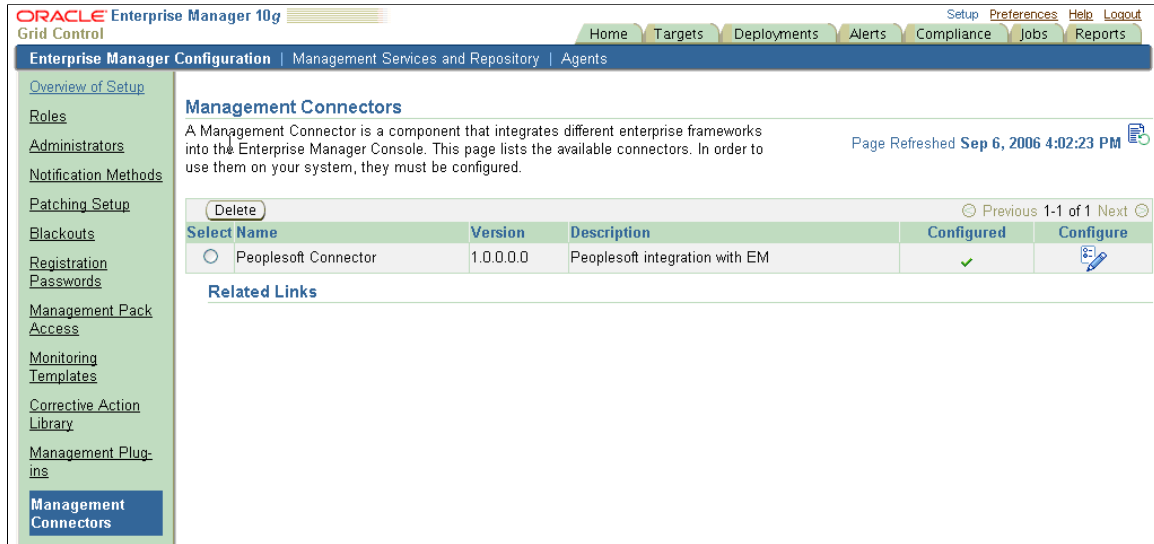 ORACLE Enterprise Manager 10g
Grid Control
Setup Preferences Help Logout
Home Targets Deployments Alerts Compliance Jobs Reports
Enterprise Manager Configuration | Management Services and Repository | Agents
Overview of Setup
Roles
Administrators
Notification Methods
Patching Setup
Blackouts
Registration
Passwords
Management Pack
Access
Monitoring
Templates
Corrective Action
Library
Management Plug-
ins
Management
Connectors
Management Connectors
A Management Connector is a component that integrates different enterprise frameworks
into the Enterprise Manager Console. This page lists the available connectors. In order to
use them on your system, they must be configured.
Page Refreshed Sep 6, 2006 4:02:23 PM
Delete
Previous 1-1 of 1 Next
Select Name Version Description Configured Configure
Peoplesoft Connector 1.0.0.0.0 Peoplesoft integration with EM
Related Links